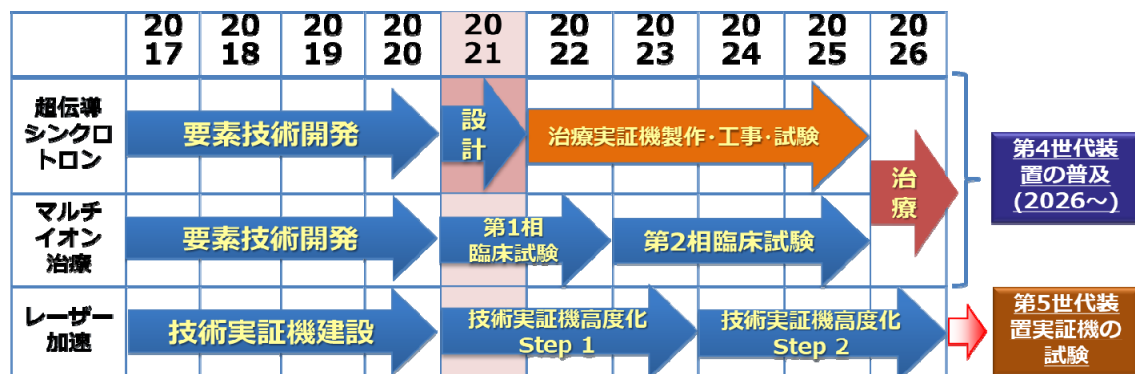 20 20 20 20 20 20 20 20 20 20
17 18 19 20 21 22 23 24 25 26
超伝導
シンクロ
トロン
要素技術開発
設
計
治療実証機製作・工事・試験
治
療
第4世代装
置の普及
(2026～)
マルチ
イオン
治療
要素技術開発
第1相
臨床試験
第2相臨床試験
レーザー
加速
技術実証機建設
技術実証機高度化
Step 1
技術実証機高度化
Step 2
第5世代装
置実証機の
試験